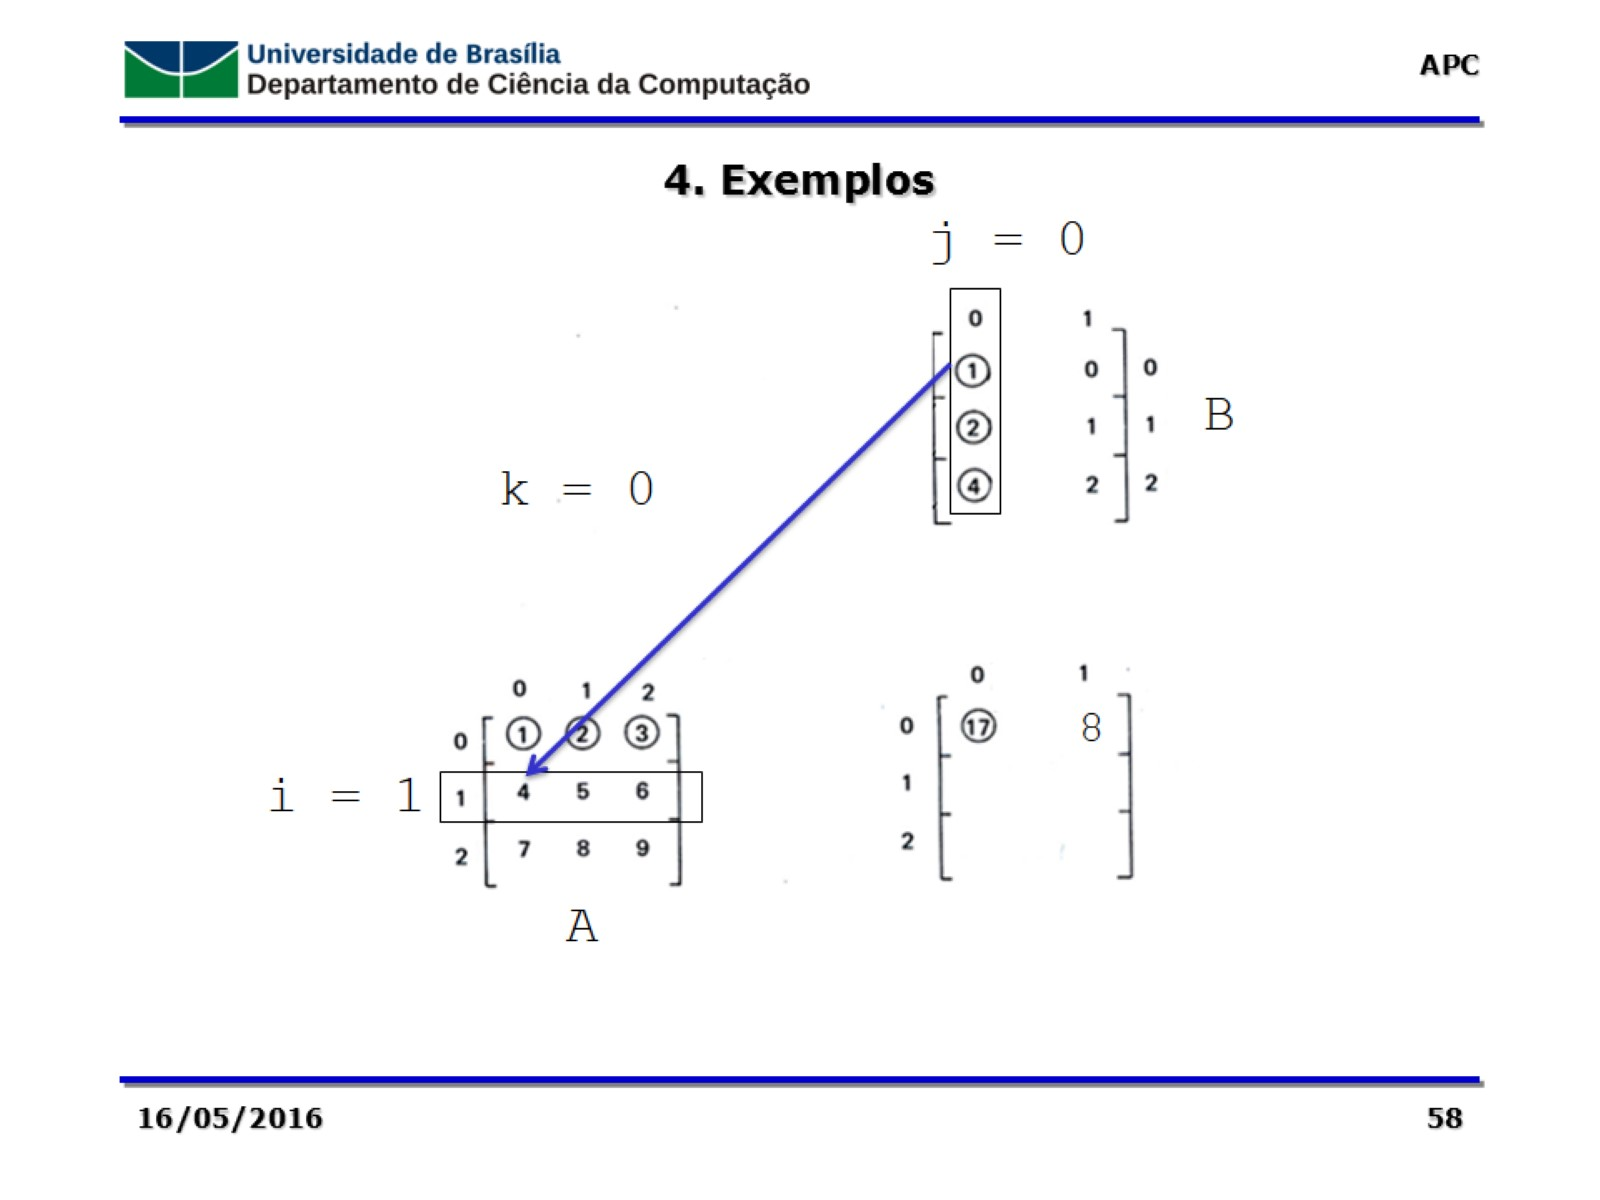 Universidade de Brasília
Departamento de Ciência da Computação
APC
4. Exemplos
j = 0
0 1
1 0 0
2 1 1
B
4 2 2
k = 0
0 1 2
0 1 2 3
i = 1
1 4 5 6
2 7 8 9
A
0 1
0 17 8
1
2
16/05/2016
58